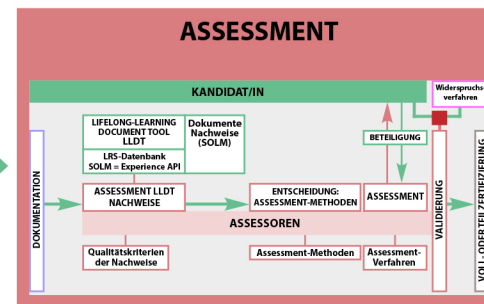 ASSESSMENT
KANDIDAT/IN
Widerspruchs-
verfahren
LIFELONG-LEARNING
DOCUMENT TOOL
LLDT
Dokumente
Nachweise
(SOLM)
LRS-Datenbank
SOLM = Experience API
BETEILIGUNG
DOKUMENTATION
ASSESSMENT LLDT
NACHWEISE
ENTSCHEIDUNG:
ASSESSMENT-METHODEN
ASSESSMENT
VALIDIERUNG
VOLL- ODER TEILZERTIFIZIERUNG
ASSESSOREN
Qualitätskriterien
der Nachweise
Assessment-Methoden
Assessment-
Verfahren